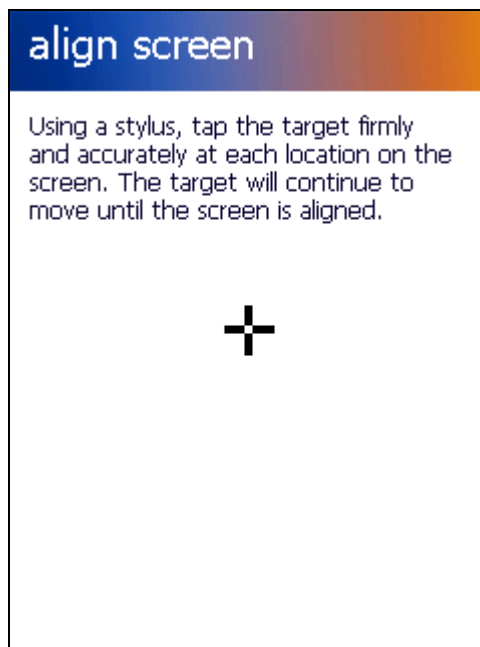 align screen
Using a stylus, tap the target firmly
and accurately at each location on the
screen. The target will continue to
move until the screen is aligned.